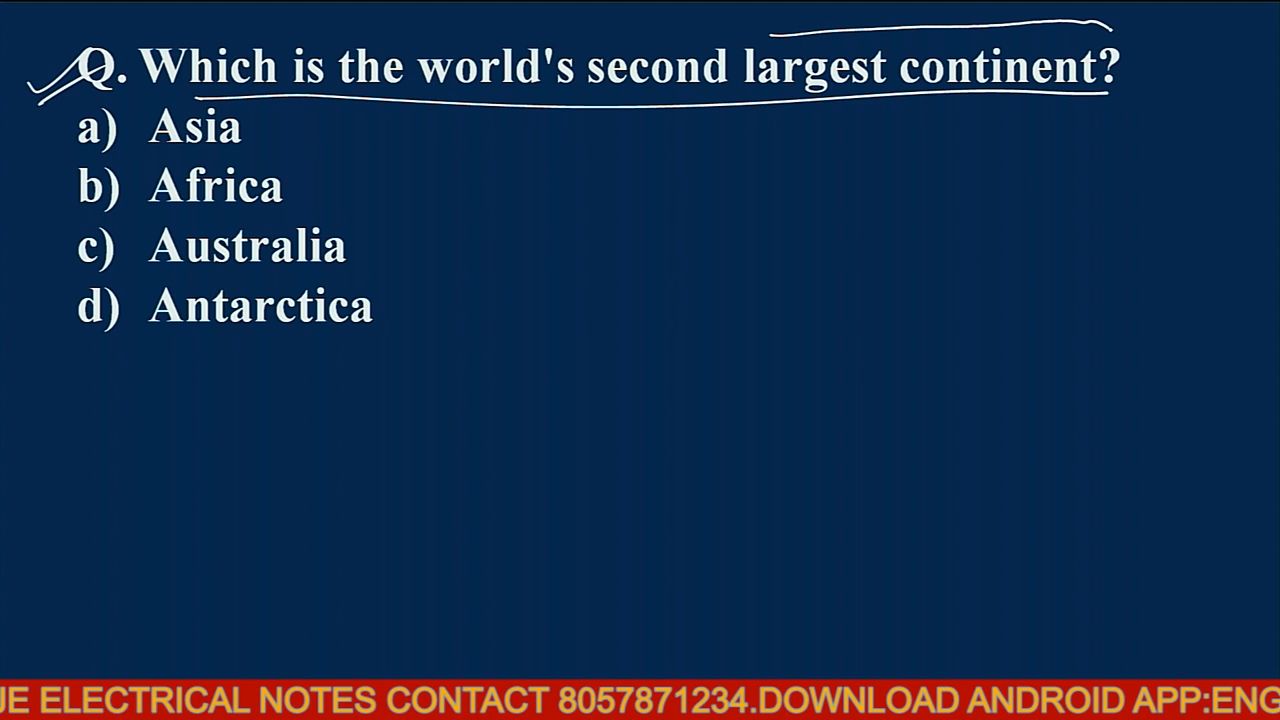 Q. Which is the world's second largest continent?
a) Asia
b) Africa
c) Australia
d) Antarctica
JE ELECTRICAL NOTES CONTACT 8057871234.DOWNLOAD ANDROID APP:ENG